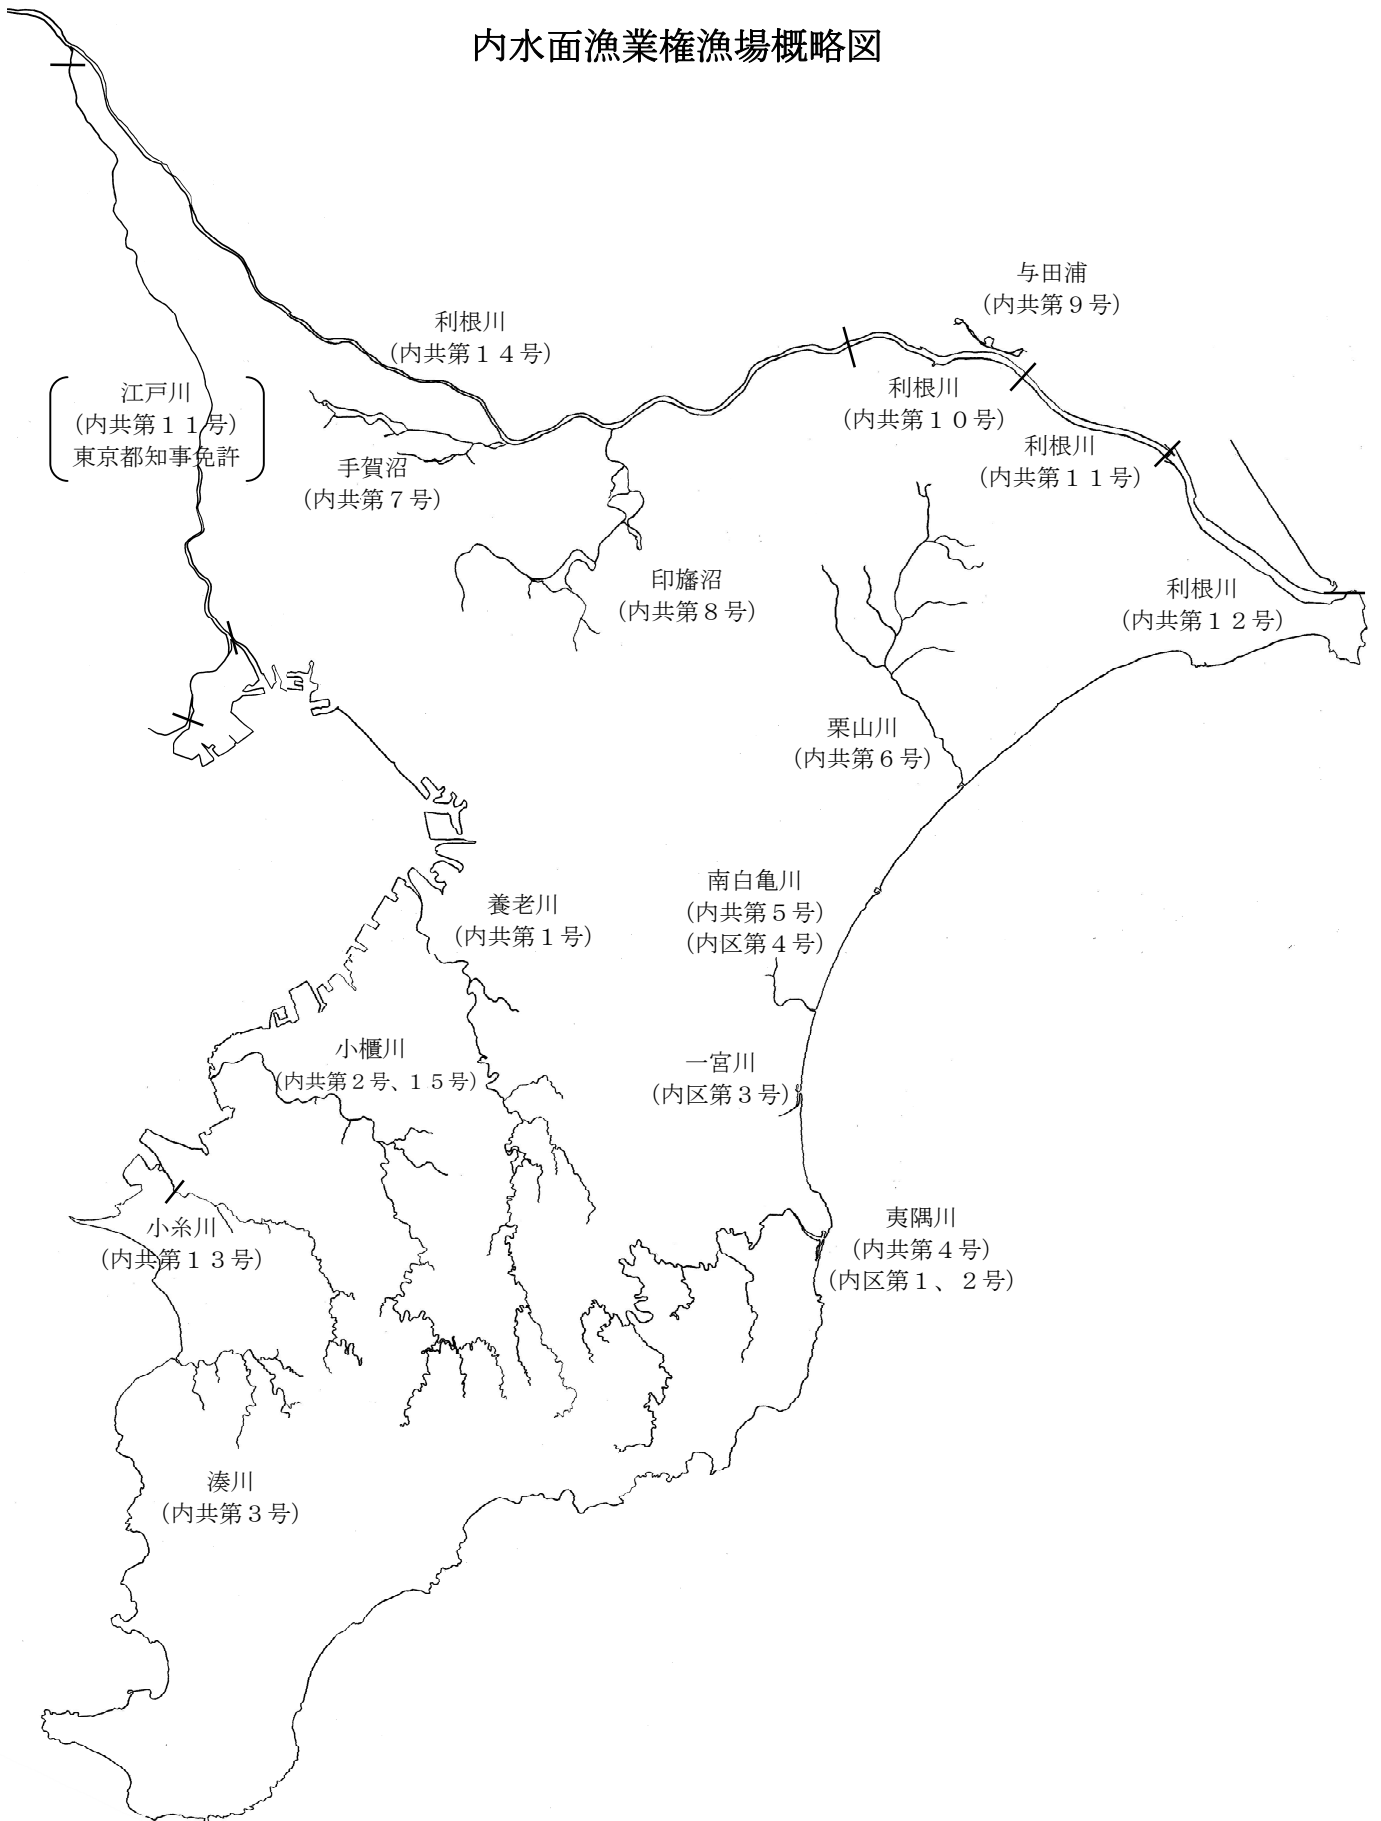 内水面漁業権漁場概略図
与田浦
（内共第９号）
利根川
（内共第１４号）
江戸川
（内共第１１号）
東京都知事免許
利根川
（内共第１０号）
利根川
（内共第１１号）
手賀沼
（内共第７号）
印旛沼
（内共第８号）
利根川
（内共第１２号）
栗山川
（内共第６号）
南白亀川
（内共第５号）
（内区第４号）
養老川
（内共第１号）
小櫃川
（内共第２号、１５号）
一宮川
（内区第３号）
小糸川
（内共第１３号）
夷隅川
（内共第４号）
（内区第１、２号）
湊川
（内共第３号）